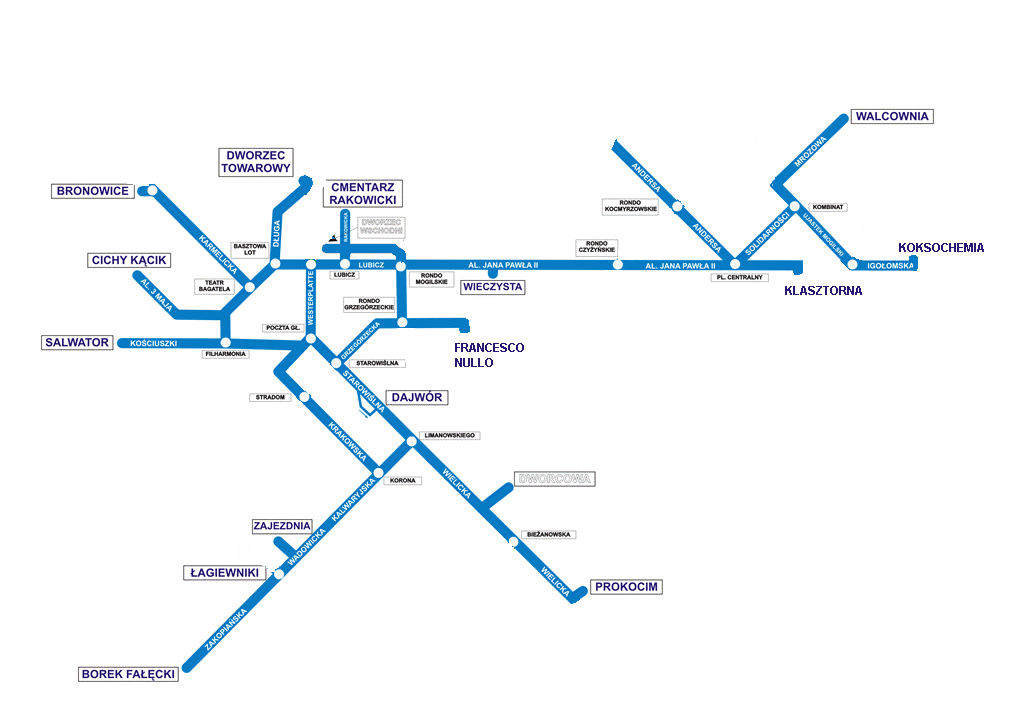 WALCOWNIA
MROZOWA
DWORZEC
TOWAROWY
ANDERSA
BRONOWICE
CMENTARZ
RAKOWICKI
RONDO
KOCMYRZOWSKIE
KOMBINAT
DŁUGA
RAKOWICKA
DWORZEC
WSCHODNI
SOLIDARNOŚCI
UJASTEK MOGILSKI
KARMELICKA
BASZTOWA
LOT
ANDERSA
RONDO
CZYŻYŃSKIE
KOKSOCHEMIA
CICHY KĄCIK
LUBICZ
AL. JANA PAWŁA II
AL. JANA PAWŁA II
IGOŁOMSKA
LUBICZ
RONDO
MOGILSKIE
PL. CENTRALNY
AL. 3 MAJA
TEATR
BAGATELA
WESTERPLATTE
WIECZYSTA
KLASZTORNA
RONDO
GRZEGÓRZECKIE
POCZTA GŁ.
SALWATOR
KOŚCIUSZKI
FILHARMONIA
GRZEGÓRZECKA
FRANCESCO
NULLO
STAROWIŚLNA
STAROWIŚLNA
STRADOM
DAJWÓR
KRAKOWSKA
LIMANOWSKIEGO
KORONA
WIELICKA
DWORCOWA
KALWARYJSKA
ZAJEZDNIA
WADOWICKA
BIEŻANOWSKA
ŁAGIEWNIKI
WIELICKA
PROKOCIM
ZAKOPIAŃSKA
BOREK FAŁĘCKI